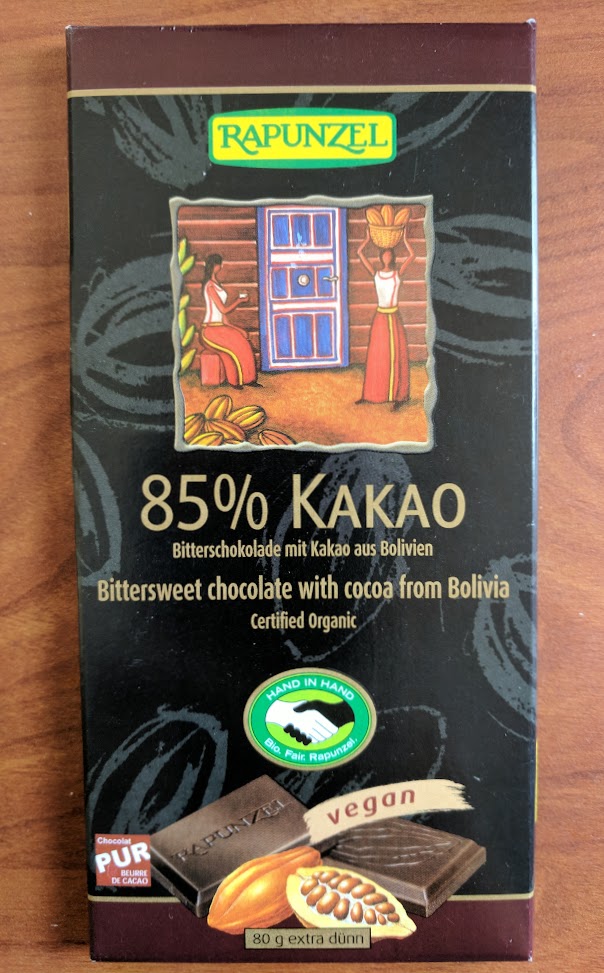 RAPUNZEL
85% KAKAO
Bitterschokolade mit Kakao aus Bolivien
Bittersweet chocolate with cocoa from Bolivia
Certified Organic
HAND IN HAND
Bio. Fair. Rapunzel.
vegan
RAPUNZEL
Chocolat
PUR
BEURRE
DE CACAO
80 g extra dünn